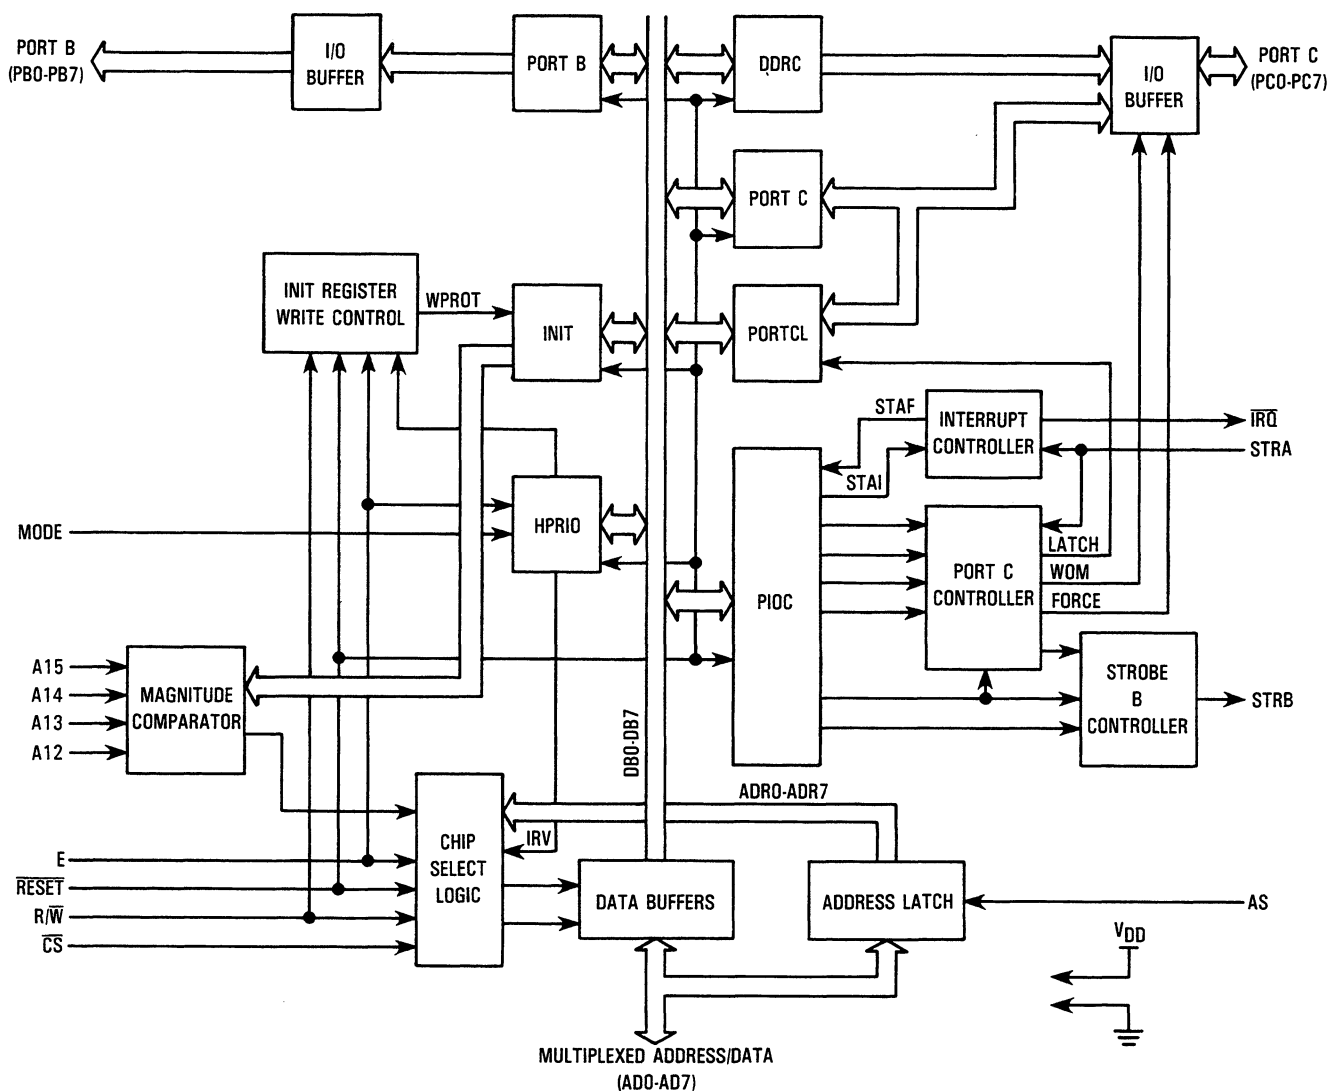 PORT B
(PB0-PB7)
I/O
BUFFER
PORT B
DDRC
I/O
BUFFER
PORT C
(PC0-PC7)
PORT C
INIT REGISTER
WRITE CONTROL
WPROT
INIT
PORTCL
STAF
INTERRUPT
CONTROLLER
IRQ
STRA
STAI
MODE
HPRIO
PIOC
PORT C
CONTROLLER
LATCH
WOM
FORCE
A15
A14
A13
A12
MAGNITUDE
COMPARATOR
STROBE
B
CONTROLLER
STRB
DB0-DB7
ADR0-ADR7
CHIP
SELECT
LOGIC
IRV
E
RESET
R/W
CS
DATA BUFFERS
ADDRESS LATCH
AS
VDD
MULTIPLEXED ADDRESS/DATA
(AD0-AD7)